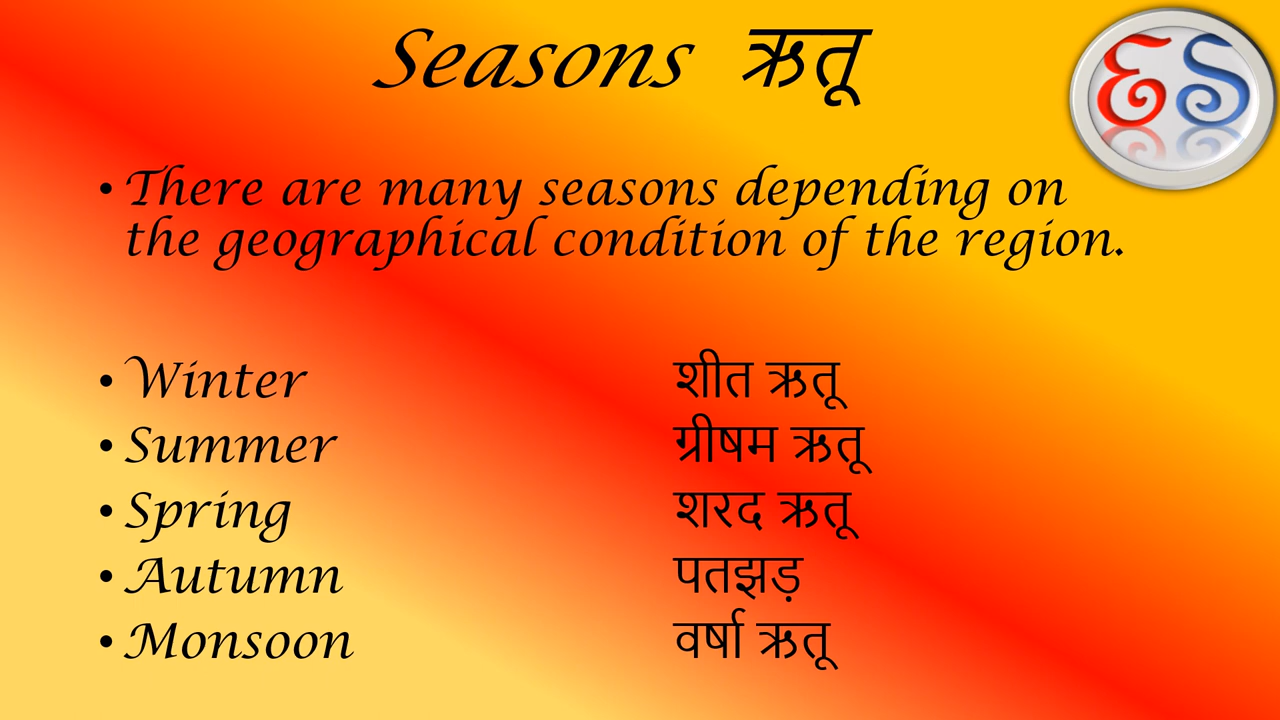 Seasons ऋतू
ES
• There are many seasons depending on
the geographical condition of the region.
• Winter शीत ऋतू
• Summer ग्रीषम ऋतू
• Spring शरद ऋतू
• Autumn पतझड़
• Monsoon वर्षा ऋतू